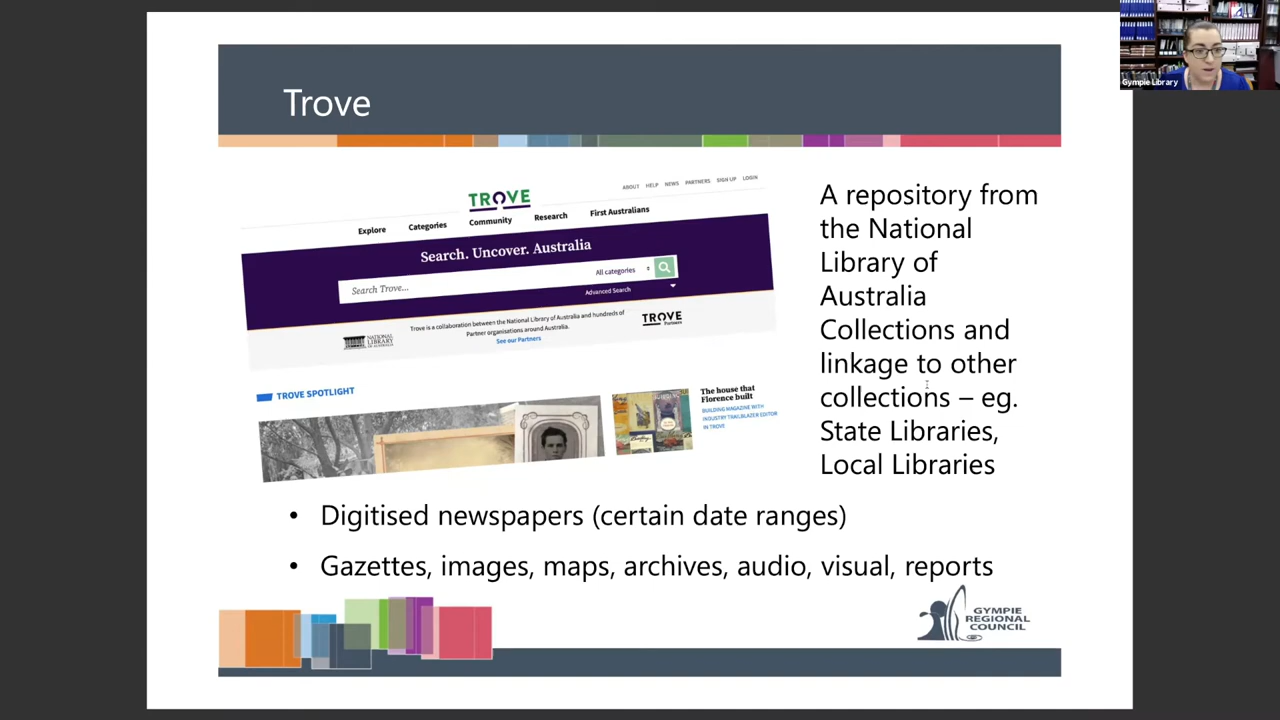 Gympie Library
Trove
ABOUT HELP NEWS PARTNERS SIGN UP LOGIN
TROVE
Explore Categories Community Research First Australians
Search. Uncover. Australia
Search Trove...
All categories
Advanced Search
Trove is a collaboration between the National Library of Australia and hundreds of
Partner organisations around Australia.
See our Partners
NATIONAL
LIBRARY
OF AUSTRALIA
TROVE
Partners
TROVE SPOTLIGHT
The house that
Florence built
BUILDING MAGAZINE WITH
INDUSTRY TRAILBLAZER EDITOR
IN TROVE
A repository from
the National
Library of
Australia
Collections and
linkage to other
collections – eg.
State Libraries,
Local Libraries
• Digitised newspapers (certain date ranges)
• Gazettes, images, maps, archives, audio, visual, reports
GYMPIE
REGIONAL
COUNCIL